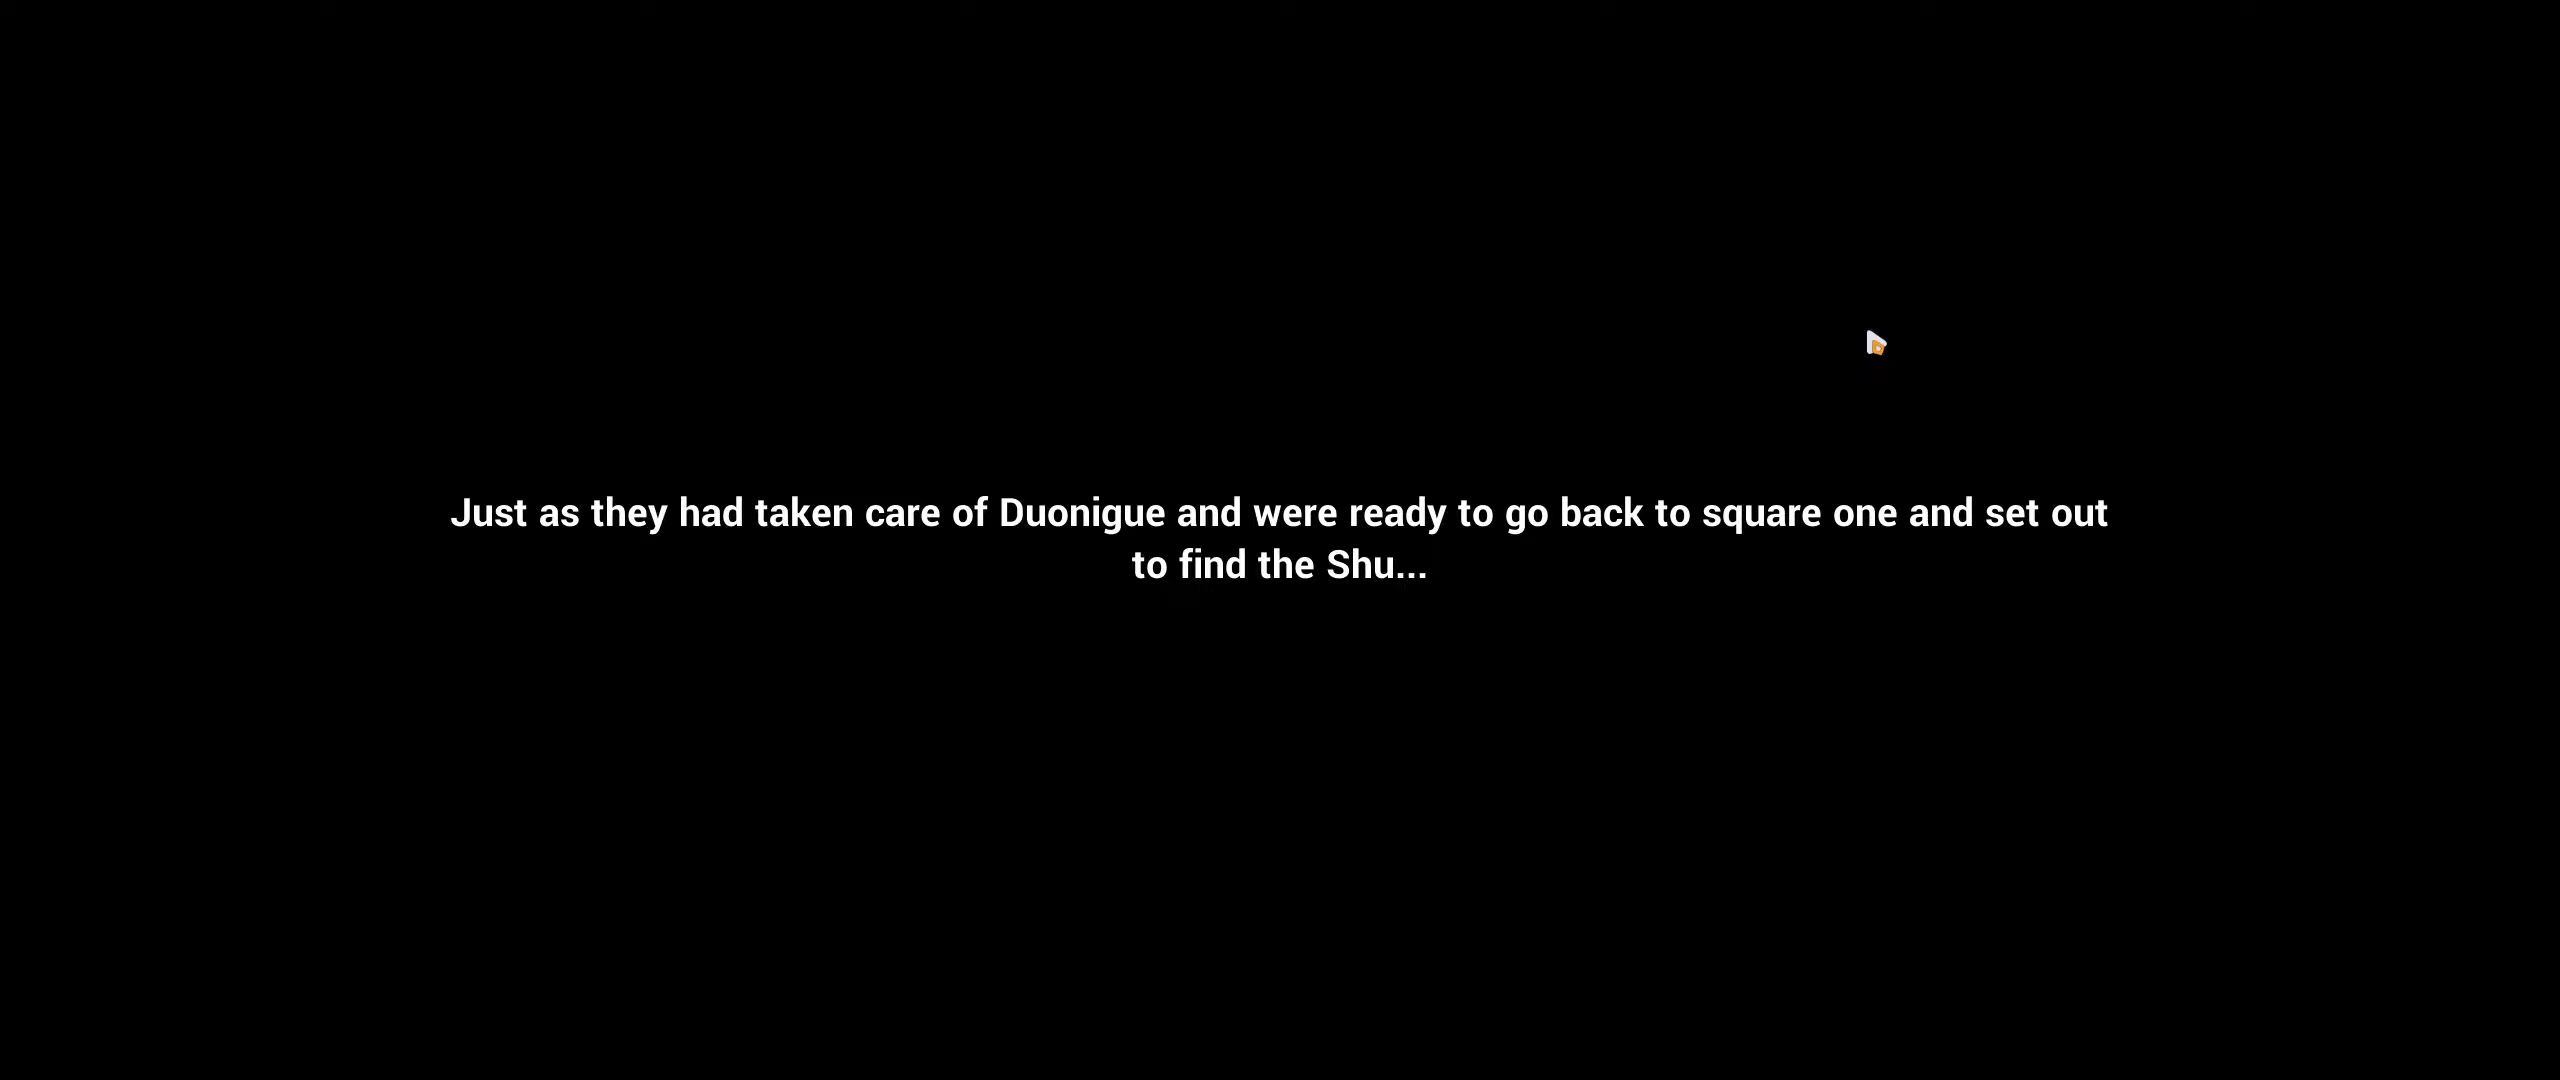 Just as they had taken care of Duonigue and were ready to go back to square one and set out
to find the Shu...